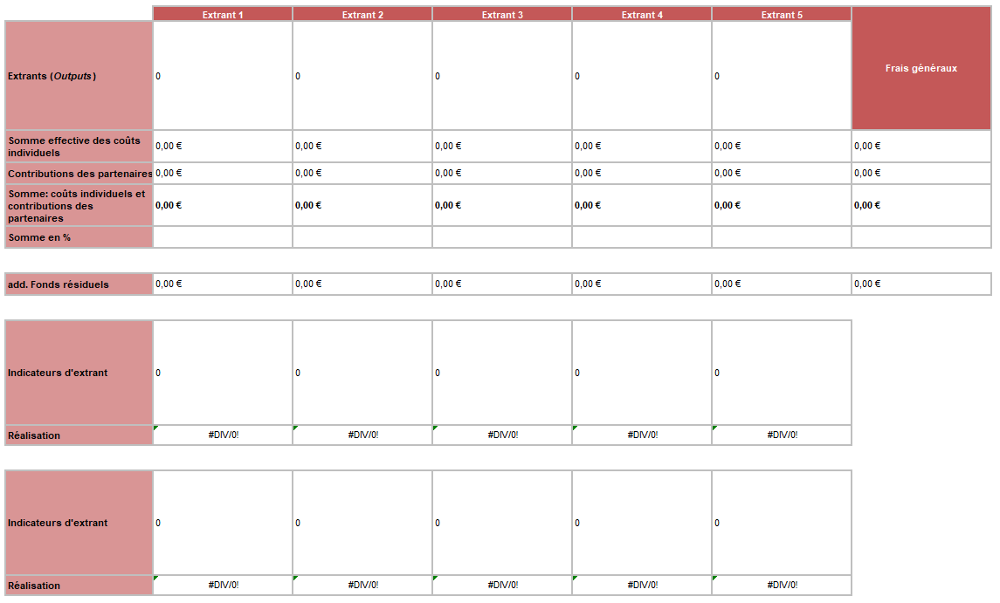 Extrant 1 Extrant 2 Extrant 3 Extrant 4 Extrant 5
Frais généraux
Extrants (Outputs) 0 0 0 0 0
Somme effective des coûts
individuels
0,00 € 0,00 € 0,00 € 0,00 € 0,00 € 0,00 €
Contributions des partenaires 0,00 € 0,00 € 0,00 € 0,00 € 0,00 € 0,00 €
Somme: coûts individuels et
contributions des
partenaires
0,00 € 0,00 € 0,00 € 0,00 € 0,00 € 0,00 €
Somme en %
add. Fonds résiduels 0,00 € 0,00 € 0,00 € 0,00 € 0,00 € 0,00 €
Indicateurs d'extrant 0 0 0 0 0
Réalisation #DIV/0! #DIV/0! #DIV/0! #DIV/0! #DIV/0!
Indicateurs d'extrant 0 0 0 0 0
Réalisation #DIV/0! #DIV/0! #DIV/0! #DIV/0! #DIV/0!